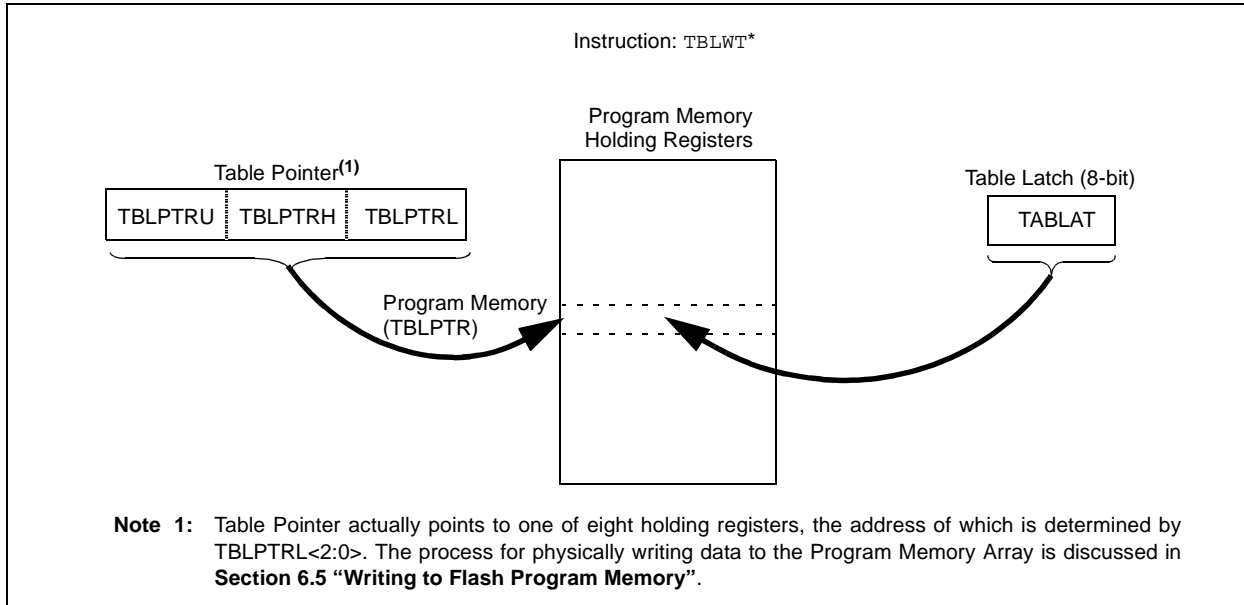 Instruction: TBLWT*
Program Memory
Holding Registers
Table Pointer(1)
Table Latch (8-bit)
TBLPTRU TBLPTRH TBLPTRL
TABLAT
Program Memory
(TBLPTR)
Note 1: Table Pointer actually points to one of eight holding registers, the address of which is determined by
TBLPTRL<2:0>. The process for physically writing data to the Program Memory Array is discussed in
Section 6.5 “Writing to Flash Program Memory”.